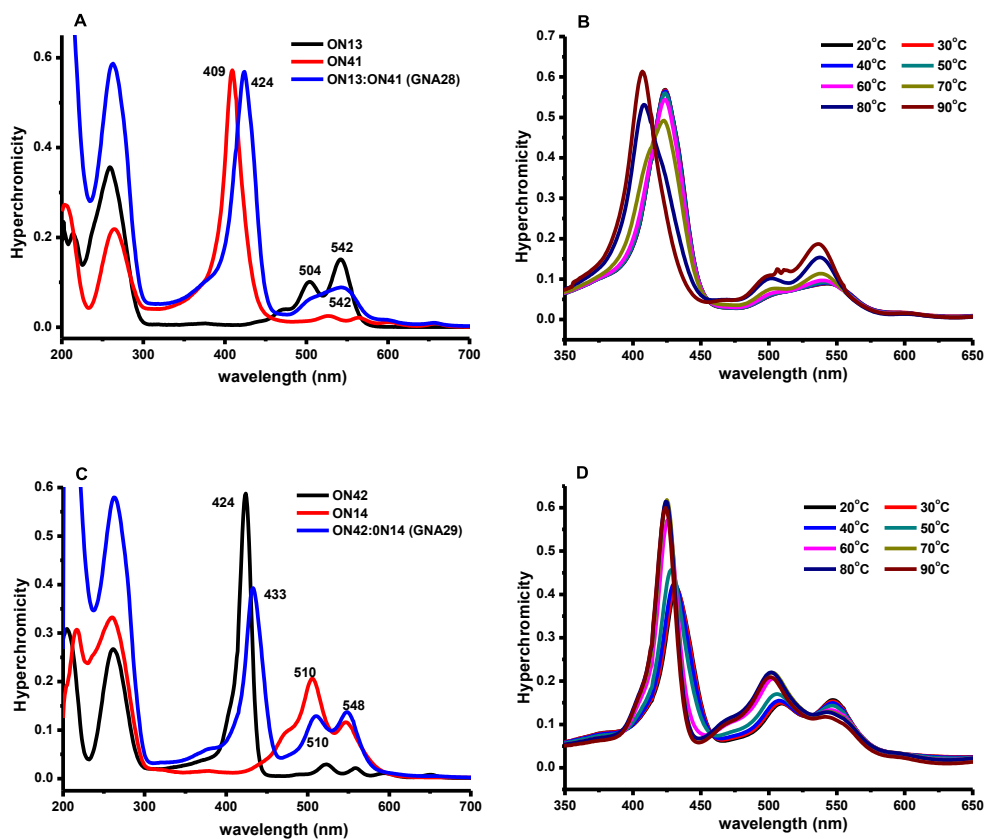 A
Hyperchromicity
0.6
0.4
0.2
0.0
200 300 400 500 600 700
wavelength (nm)
ON13
ON41
ON13:ON41 (GNA28)
409
424
504
542
542
B
Hyperchromicity
0.7
0.6
0.5
0.4
0.3
0.2
0.1
0.0
350 400 450 500 550 600 650
wavelength (nm)
20°C 30°C
40°C 50°C
60°C 70°C
80°C 90°C
C
Hyperchromicity
0.6
0.5
0.4
0.3
0.2
0.1
0.0
200 300 400 500 600 700
wavelength (nm)
ON42
ON14
ON42:0N14 (GNA29)
424
433
510
548
510
D
Hyperchromicity
0.6
0.5
0.4
0.3
0.2
0.1
0.0
350 400 450 500 550 600 650
wavelength (nm)
20°C 30°C
40°C 50°C
60°C 70°C
80°C 90°C